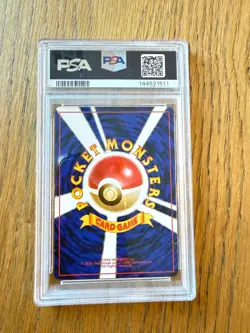 PSA
PSA
144521511
POCKET MONSTERS
CARD GAME